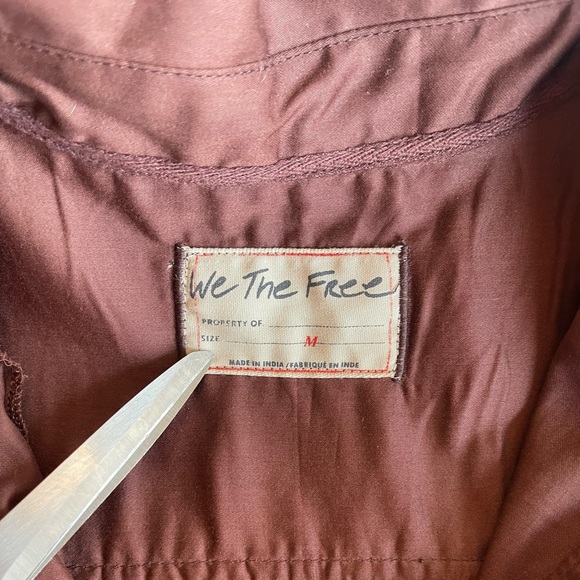 We The Free
PROPERTY OF
SIZE M
MADE IN INDIA / FABRIQUÉ EN INDE